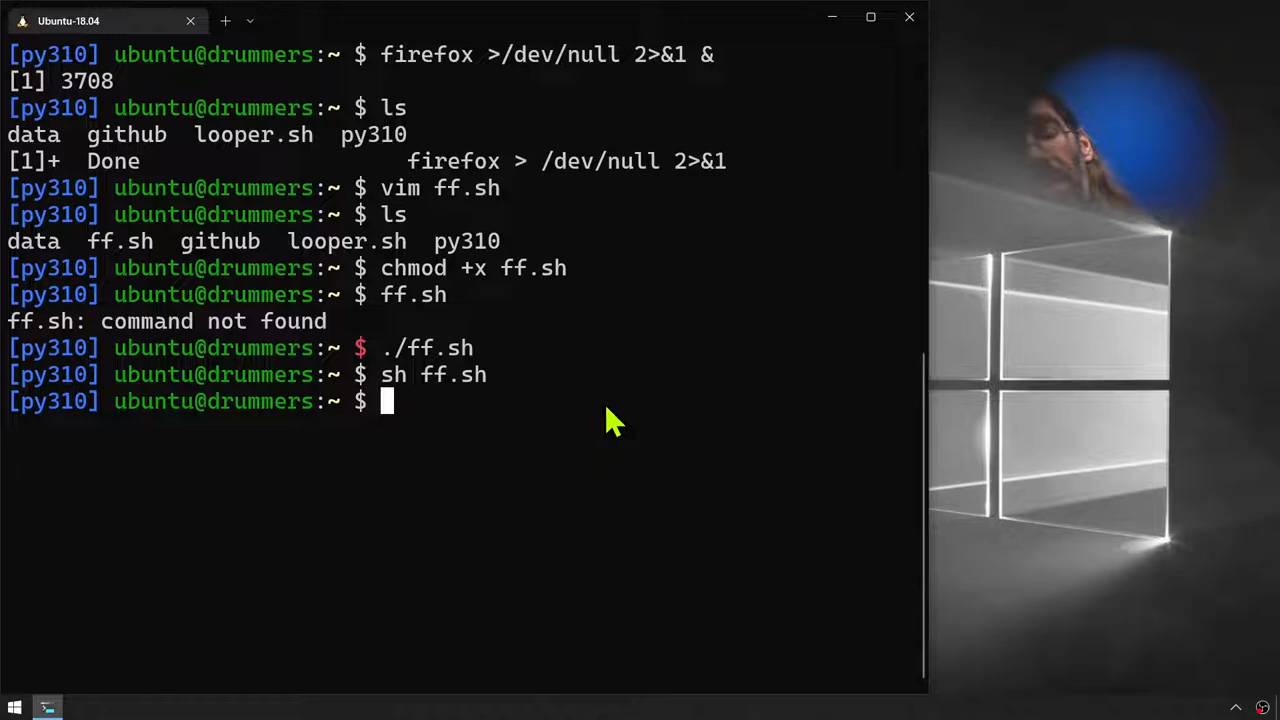 Ubuntu-18.04
[py310] ubuntu@drummers:~ $ firefox >/dev/null 2>&1 &
[1] 3708
[py310] ubuntu@drummers:~ $ ls
data  github  looper.sh  py310
[1]+  Done                    firefox > /dev/null 2>&1
[py310] ubuntu@drummers:~ $ vim ff.sh
[py310] ubuntu@drummers:~ $ ls
data  ff.sh  github  looper.sh  py310
[py310] ubuntu@drummers:~ $ chmod +x ff.sh
[py310] ubuntu@drummers:~ $ ff.sh
ff.sh: command not found
[py310] ubuntu@drummers:~ $ ./ff.sh
[py310] ubuntu@drummers:~ $ sh ff.sh
[py310] ubuntu@drummers:~ $